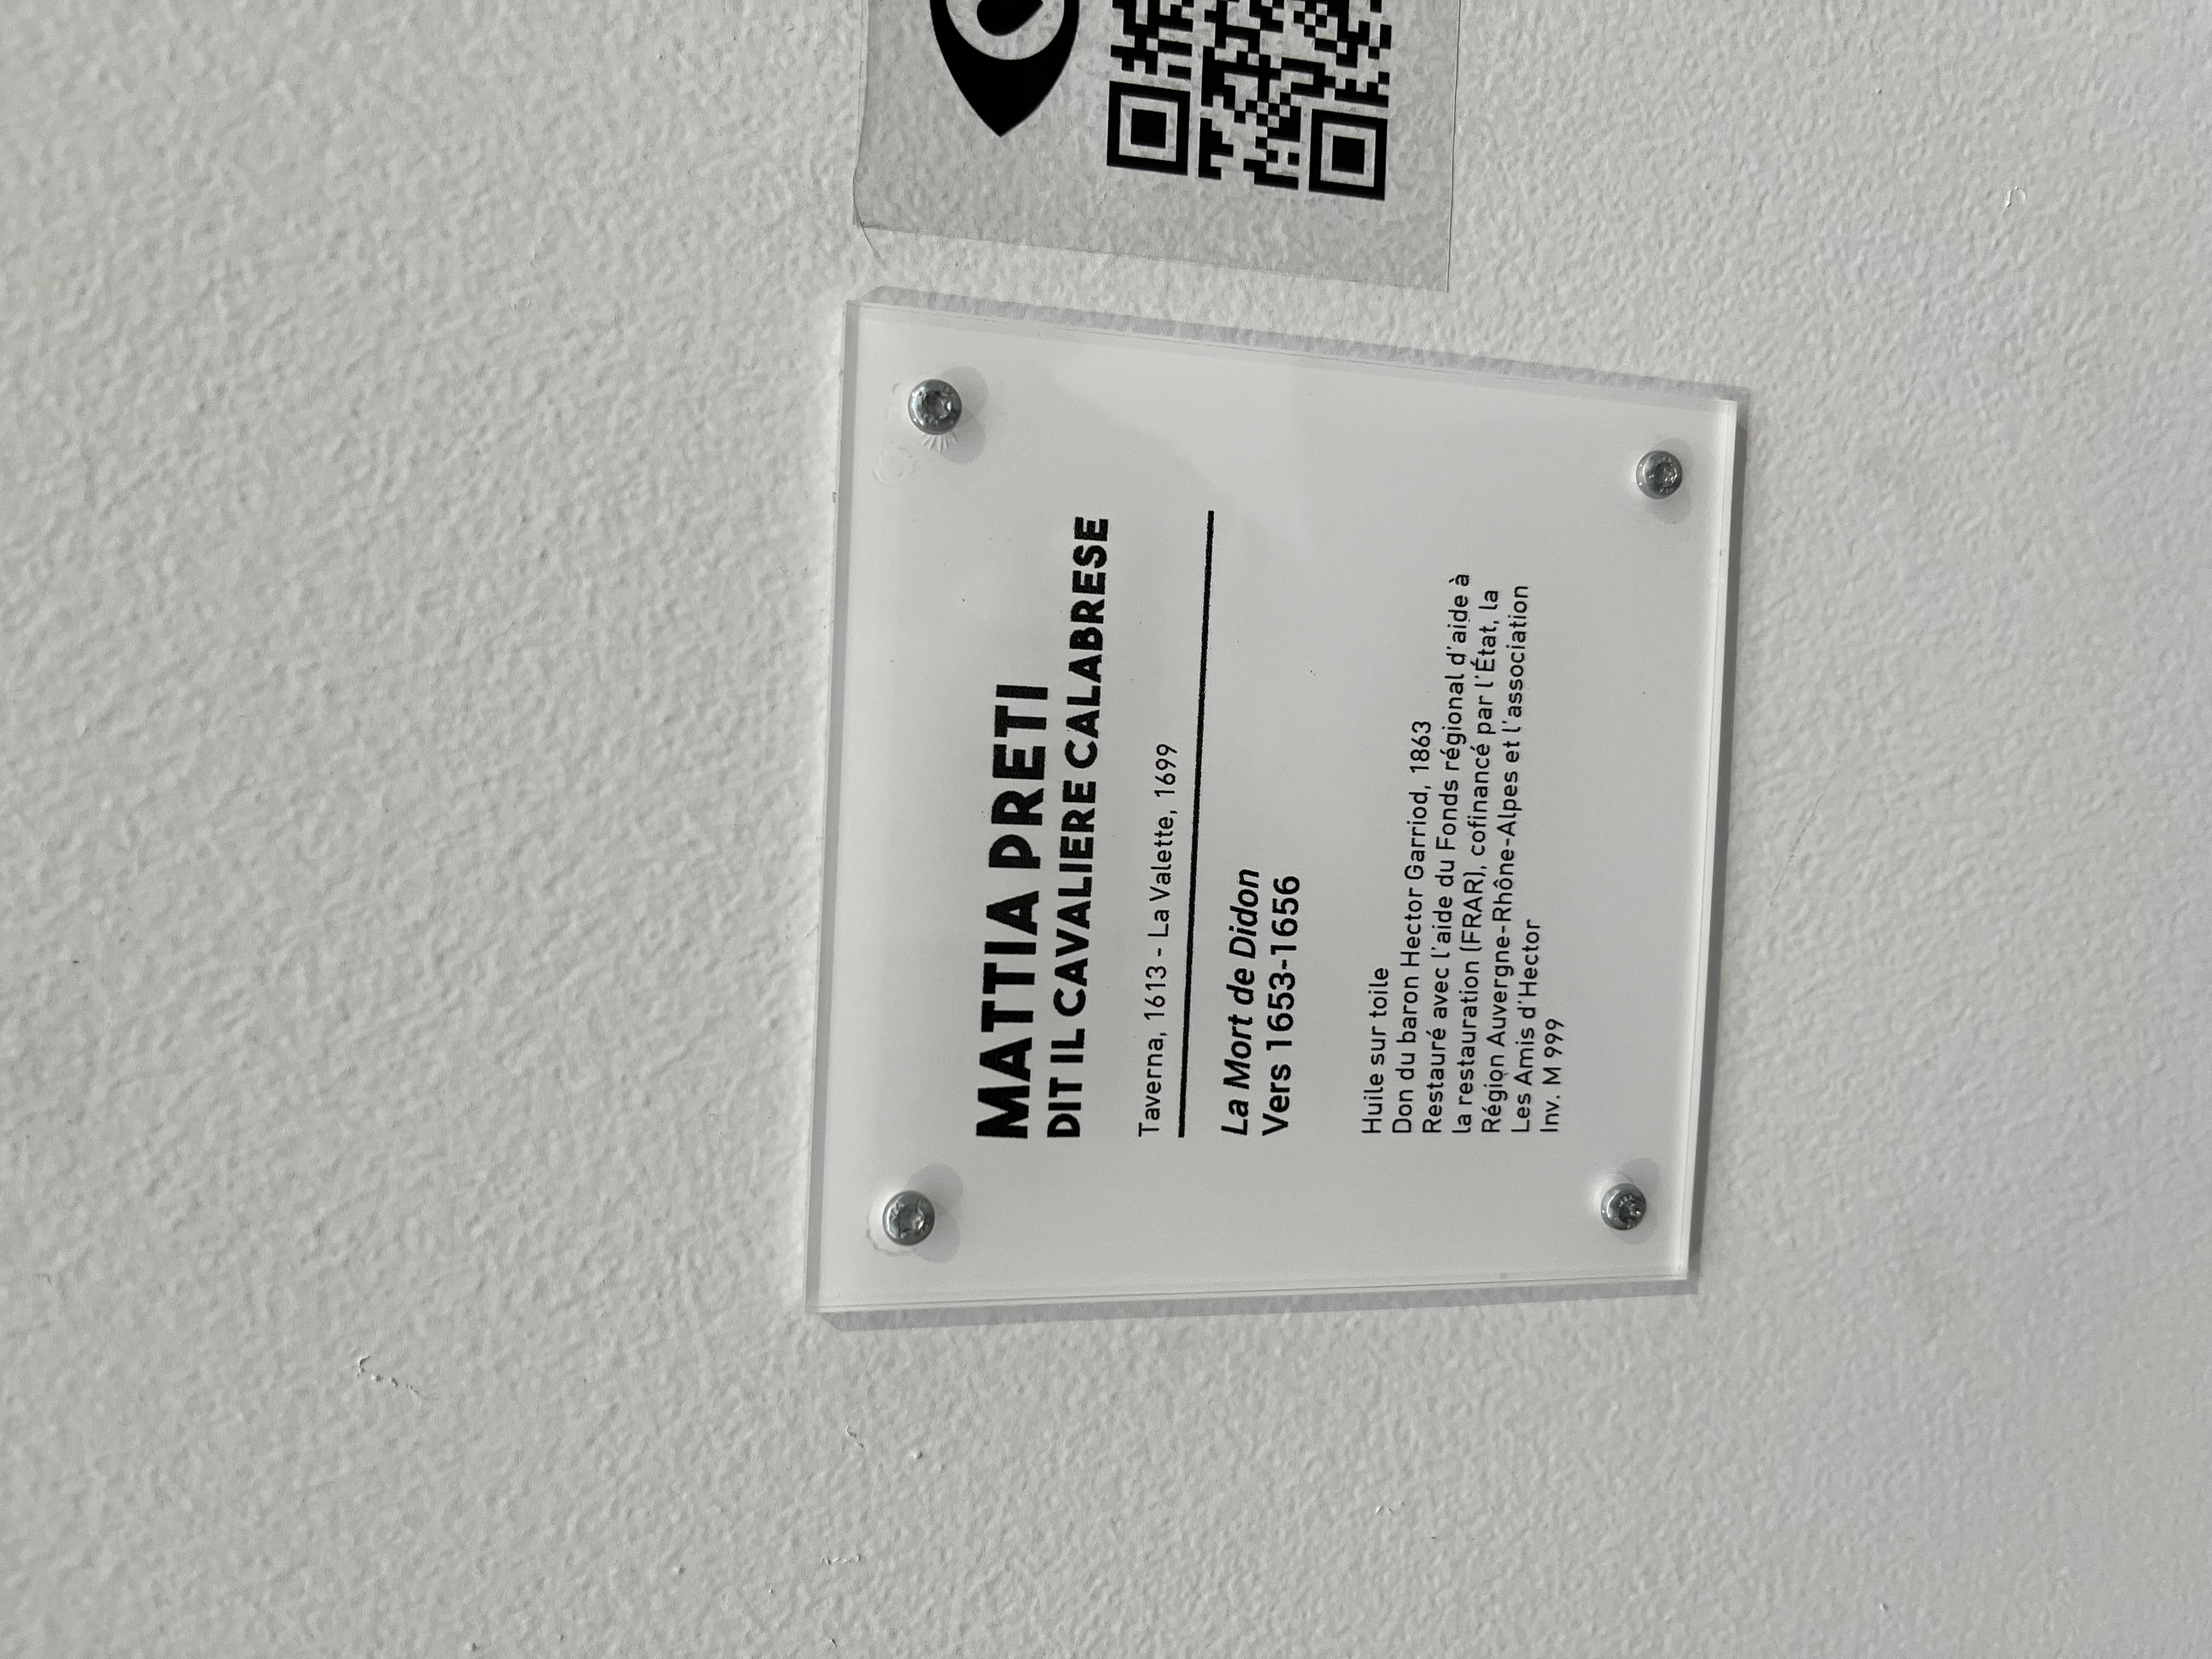 MATTIA PRETI
DIT IL CAVALIERE CALABRESE
Taverna, 1613 - La Valette, 1699
La Mort de Didon
Vers 1653-1656
Huile sur toile
Don du baron Hector Garriod, 1863
Restauré avec l'aide du Fonds régional d'aide à
la restauration (FRAR), cofinancé par l'État, la
Région Auvergne-Rhône-Alpes et l'association
Les Amis d'Hector
Inv. M 999